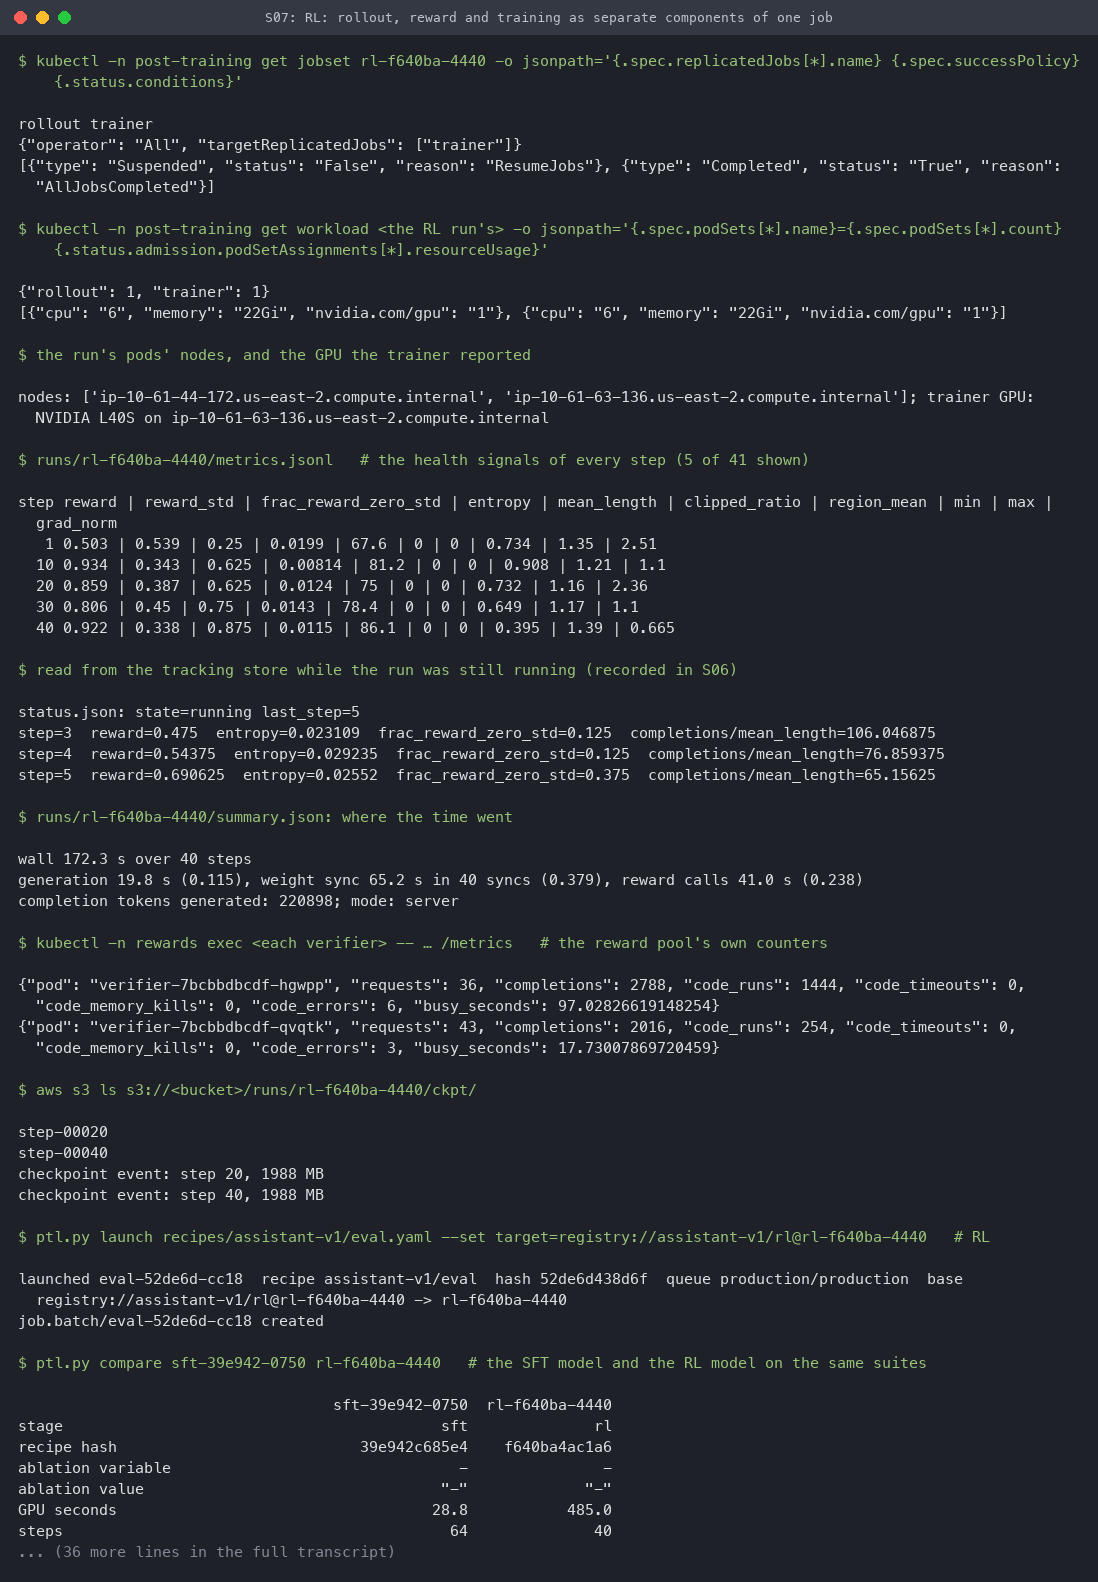 S07: RL: rollout, reward and training as separate components of one job
$ kubectl -n post-training get jobset rl-f640ba-4440 -o jsonpath='{.spec.replicatedJobs[*].name} {.spec.successPolicy}
{.status.conditions}'
rollout trainer
{"operator": "All", "targetReplicatedJobs": ["trainer"]}
[{"type": "Suspended", "status": "False", "reason": "ResumeJobs"}, {"type": "Completed", "status": "True", "reason":
"AllJobsCompleted"}]
$ kubectl -n post-training get workload <the RL run's> -o jsonpath='{.spec.podSets[*].name}={.spec.podSets[*].count}
{.status.admission.podSetAssignments[*].resourceUsage}'
{"rollout": 1, "trainer": 1}
[{"cpu": "6", "memory": "22Gi", "nvidia.com/gpu": "1"}, {"cpu": "6", "memory": "22Gi", "nvidia.com/gpu": "1"}]
$ the run's pods' nodes, and the GPU the trainer reported
nodes: ['ip-10-61-44-172.us-east-2.compute.internal', 'ip-10-61-63-136.us-east-2.compute.internal']; trainer GPU:
NVIDIA L40S on ip-10-61-63-136.us-east-2.compute.internal
$ runs/rl-f640ba-4440/metrics.jsonl   # the health signals of every step (5 of 41 shown)
step reward | reward_std | frac_reward_zero_std | entropy | mean_length | clipped_ratio | region_mean | min | max |
grad_norm
1 0.503 | 0.539 | 0.25 | 0.0199 | 67.6 | 0 | 0 | 0.734 | 1.35 | 2.51
10 0.934 | 0.343 | 0.625 | 0.00814 | 81.2 | 0 | 0 | 0.908 | 1.21 | 1.1
20 0.859 | 0.387 | 0.625 | 0.0124 | 75 | 0 | 0 | 0.732 | 1.16 | 2.36
30 0.806 | 0.45 | 0.75 | 0.0143 | 78.4 | 0 | 0 | 0.649 | 1.17 | 1.1
40 0.922 | 0.338 | 0.875 | 0.0115 | 86.1 | 0 | 0 | 0.395 | 1.39 | 0.665
$ read from the tracking store while the run was still running (recorded in S06)
status.json: state=running last_step=5
step=3  reward=0.475  entropy=0.023109  frac_reward_zero_std=0.125  completions/mean_length=106.046875
step=4  reward=0.54375  entropy=0.029235  frac_reward_zero_std=0.125  completions/mean_length=76.859375
step=5  reward=0.690625  entropy=0.02552  frac_reward_zero_std=0.375  completions/mean_length=65.15625
$ runs/rl-f640ba-4440/summary.json: where the time went
wall 172.3 s over 40 steps
generation 19.8 s (0.115), weight sync 65.2 s in 40 syncs (0.379), reward calls 41.0 s (0.238)
completion tokens generated: 220898; mode: server
$ kubectl -n rewards exec <each verifier> -- … /metrics   # the reward pool's own counters
{"pod": "verifier-7bcbbdbcdf-hgwpp", "requests": 36, "completions": 2788, "code_runs": 1444, "code_timeouts": 0,
"code_memory_kills": 0, "code_errors": 6, "busy_seconds": 97.02826619148254}
{"pod": "verifier-7bcbbdbcdf-qvqtk", "requests": 43, "completions": 2016, "code_runs": 254, "code_timeouts": 0,
"code_memory_kills": 0, "code_errors": 3, "busy_seconds": 17.73007869720459}
$ aws s3 ls s3://<bucket>/runs/rl-f640ba-4440/ckpt/
step-00020
step-00040
checkpoint event: step 20, 1988 MB
checkpoint event: step 40, 1988 MB
$ ptl.py launch recipes/assistant-v1/eval.yaml --set target=registry://assistant-v1/rl@rl-f640ba-4440   # RL
launched eval-52de6d-cc18  recipe assistant-v1/eval  hash 52de6d438d6f  queue production/production  base
registry://assistant-v1/rl@rl-f640ba-4440 -> rl-f640ba-4440
job.batch/eval-52de6d-cc18 created
$ ptl.py compare sft-39e942-0750 rl-f640ba-4440   # the SFT model and the RL model on the same suites
sft-39e942-0750  rl-f640ba-4440
stage                                          sft              rl
recipe hash                           39e942c685e4    f640ba4ac1a6
ablation variable                                –               –
ablation value                                 "–"             "–"
GPU seconds                                   28.8           485.0
steps                                           64              40
... (36 more lines in the full transcript)